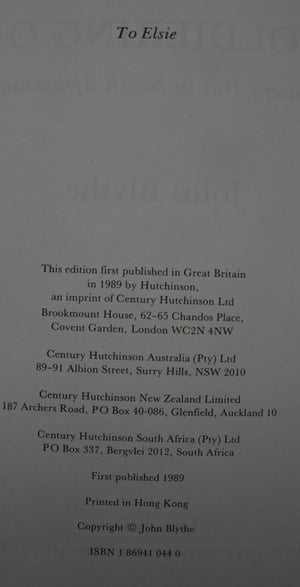 To Elsie
This edition first published in Great Britain
in 1989 by Hutchinson,
an imprint of Century Hutchinson Ltd
Brookmount House, 62–65 Chandos Place,
Covent Garden, London WC2N 4NW
Century Hutchinson Australia (Pty) Ltd
89–91 Albion Street, Surry Hills, NSW 2010
Century Hutchinson New Zealand Limited
187 Archers Road, PO Box 40-086, Glenfield, Auckland 10
Century Hutchinson South Africa (Pty) Ltd
PO Box 337, Bergvlei 2012, South Africa
First published 1989
Printed in Hong Kong
Copyright © John Blythe
ISBN 1 86941 044 0